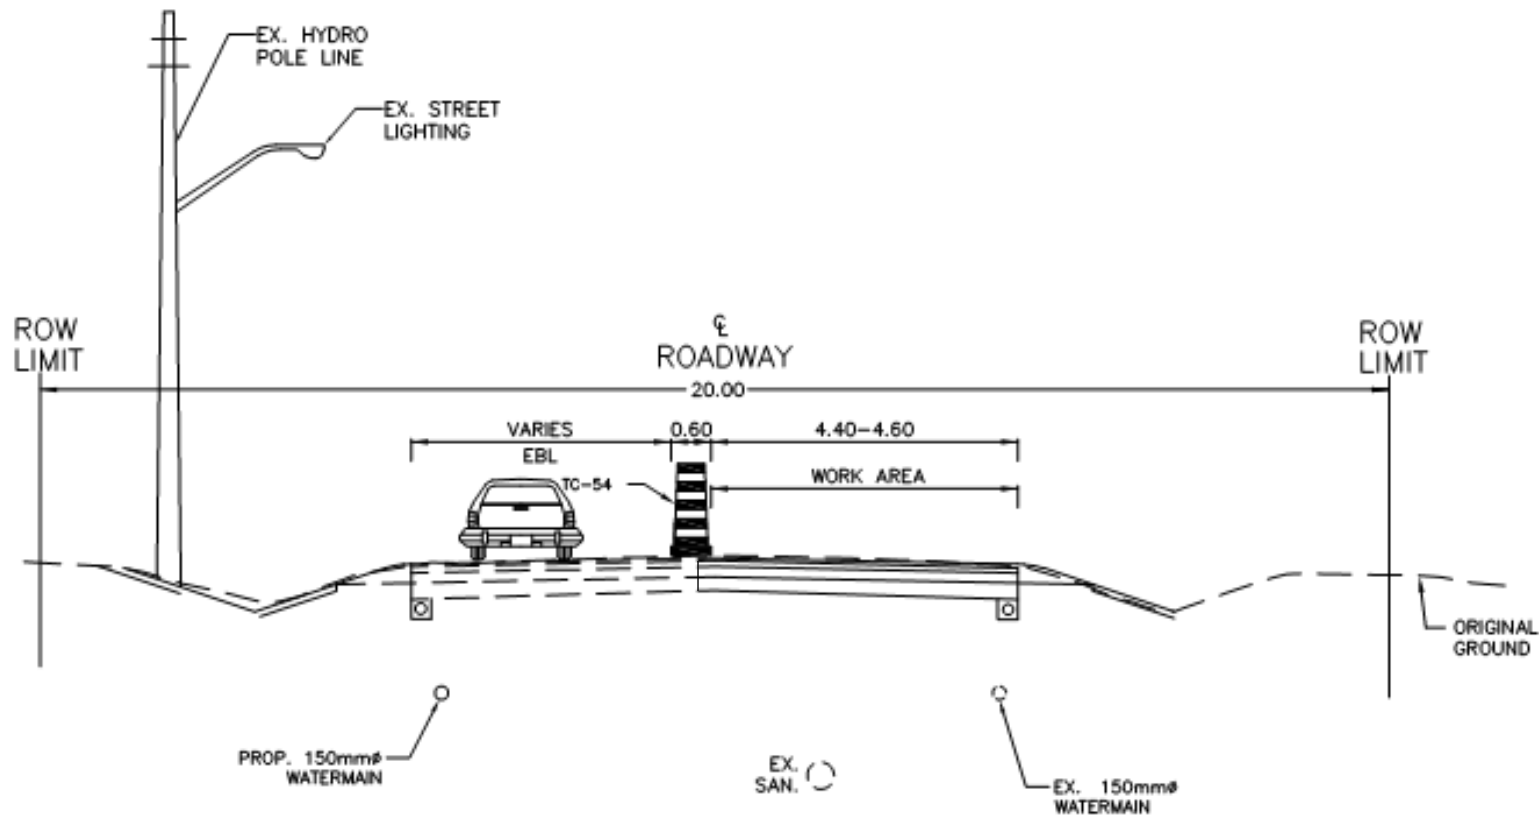 EX. HYDRO
POLE LINE
EX. STREET
LIGHTING
ROW
LIMIT
℄
ROADWAY
ROW
LIMIT
20.00
VARIES
0.60
4.40-4.60
EBL
TC-54
WORK AREA
ORIGINAL
GROUND
PROP. 150mmø
WATERMAIN
EX.
SAN.
EX. 150mmø
WATERMAIN